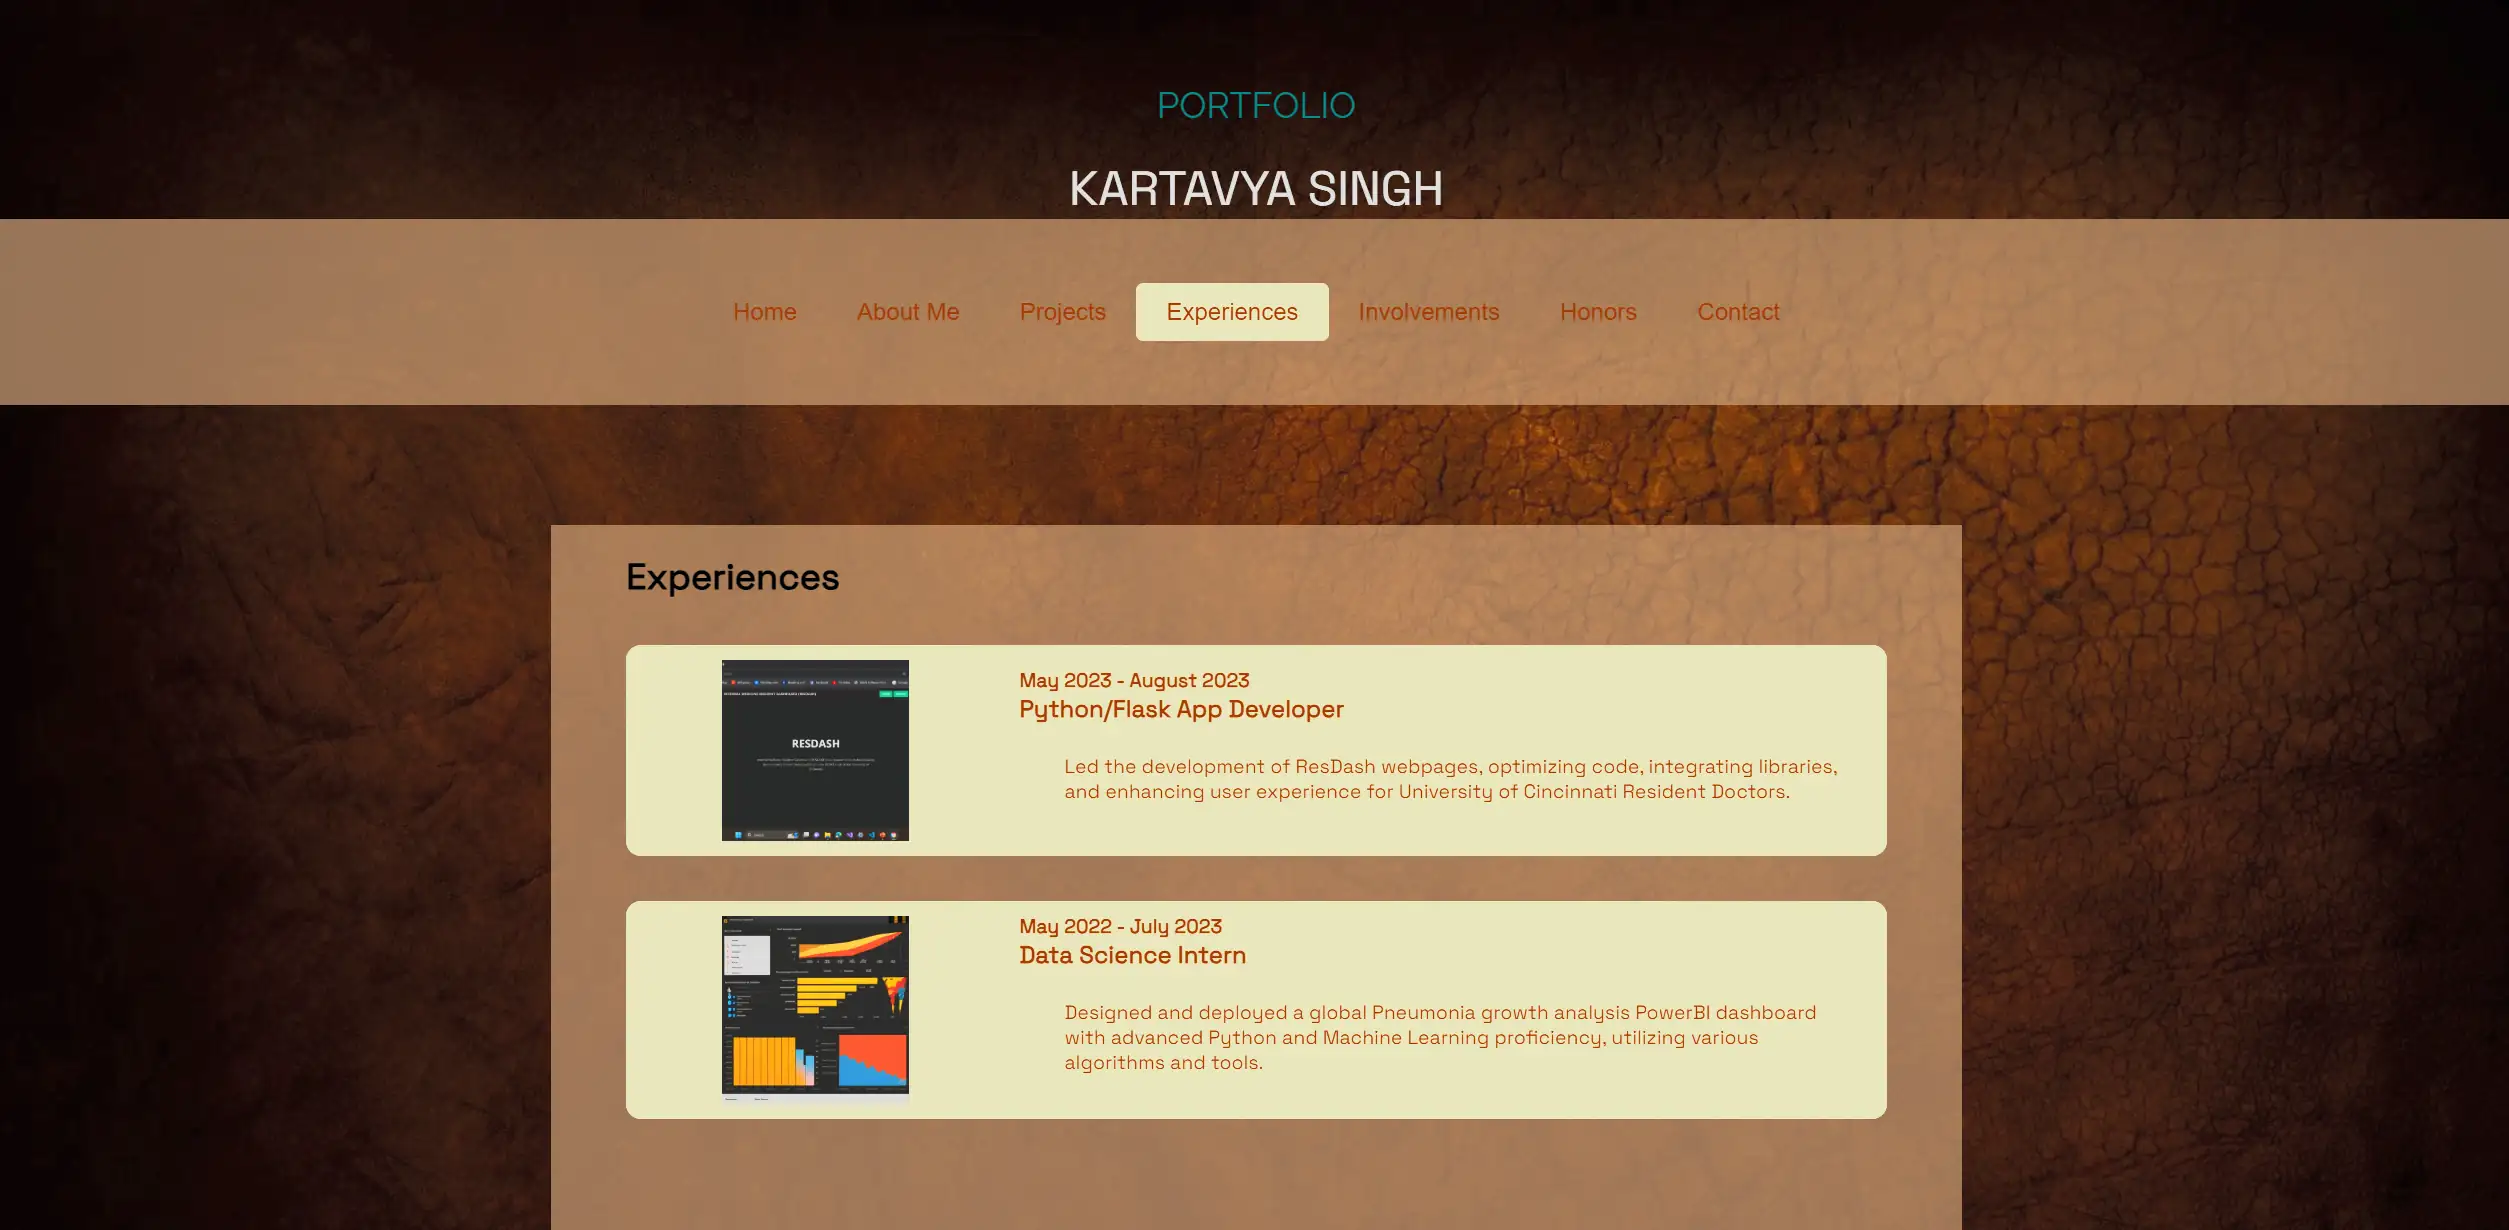 PORTFOLIO
KARTAVYA SINGH
Home
About Me
Projects
Experiences
Involvements
Honors
Contact
Experiences
RESDASH
May 2023 - August 2023
Python/Flask App Developer
Led the development of ResDash webpages, optimizing code, integrating libraries,
and enhancing user experience for University of Cincinnati Resident Doctors.
May 2022 - July 2023
Data Science Intern
Designed and deployed a global Pneumonia growth analysis PowerBI dashboard
with advanced Python and Machine Learning proficiency, utilizing various
algorithms and tools.